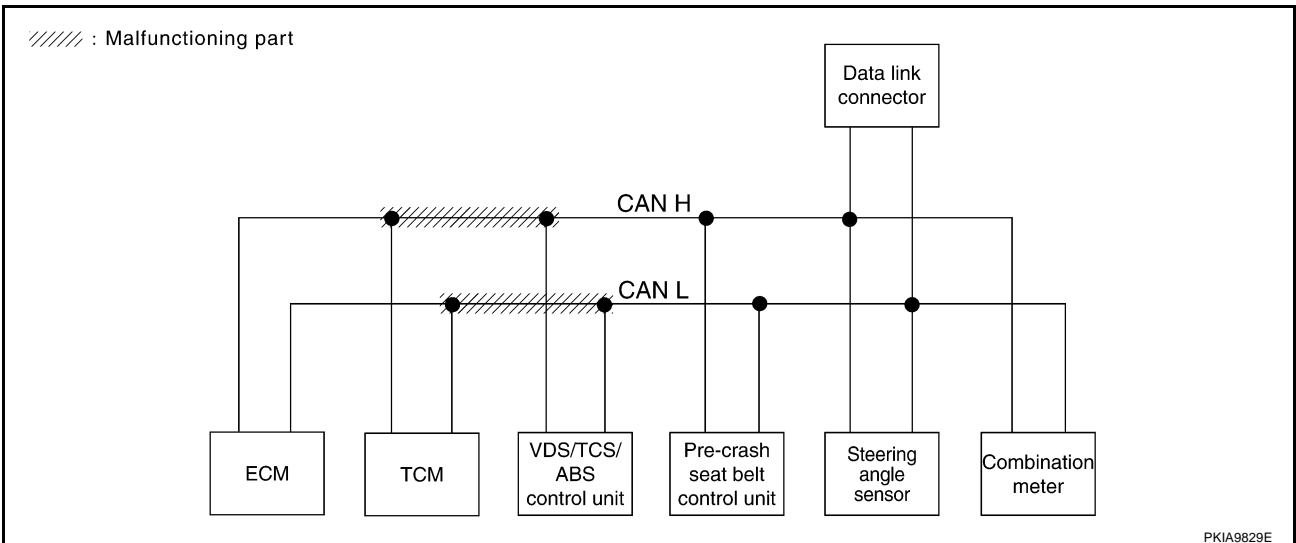 : Malfunctioning part
Data link
connector
CAN H
CAN L
ECM
TCM
VDS/TCS/
ABS
control unit
Pre-crash
seat belt
control unit
Steering
angle
sensor
Combination
meter
PKIA9829E